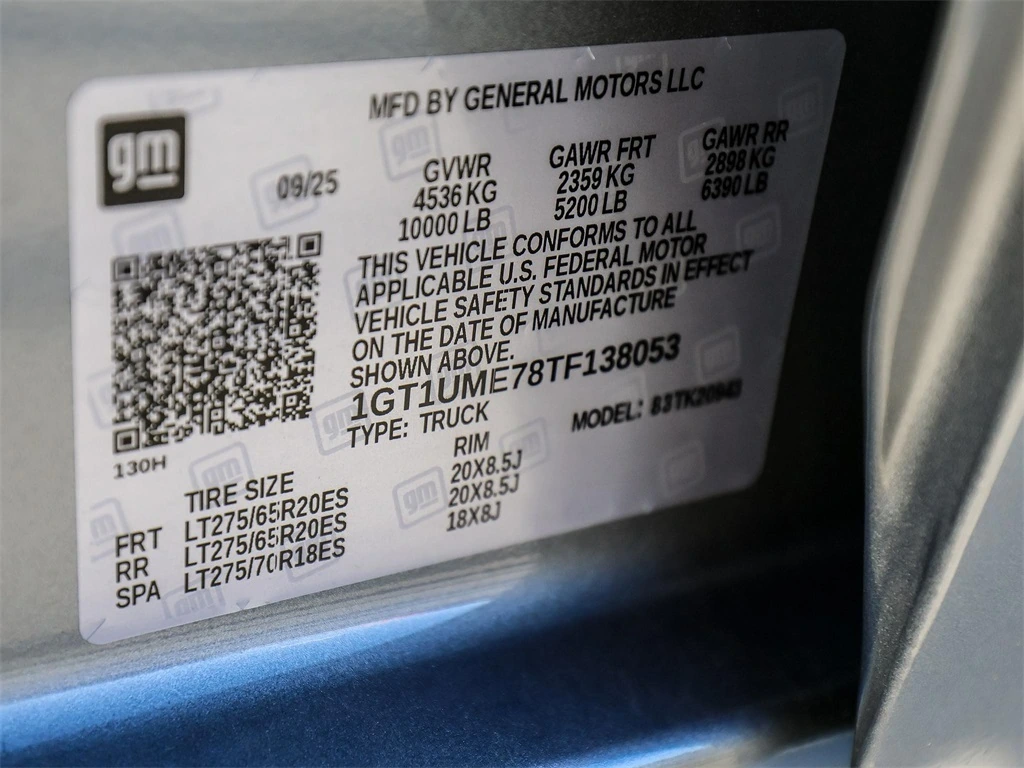 MFD BY GENERAL MOTORS LLC
gm
09/25
GVWR GAWR FRT GAWR RR
4536 KG 2359 KG 2898 KG
10000 LB 5200 LB 6390 LB
THIS VEHICLE CONFORMS TO ALL
APPLICABLE U.S. FEDERAL MOTOR
VEHICLE SAFETY STANDARDS IN EFFECT
ON THE DATE OF MANUFACTURE
SHOWN ABOVE.
1GT1UME78TF138053
TYPE: TRUCK MODEL:
130H
TIRE SIZE RIM
FRT LT275/65R20ES 20X8.5J
RR LT275/65R20ES 20X8.5J
SPA LT275/70R18ES 18X8J